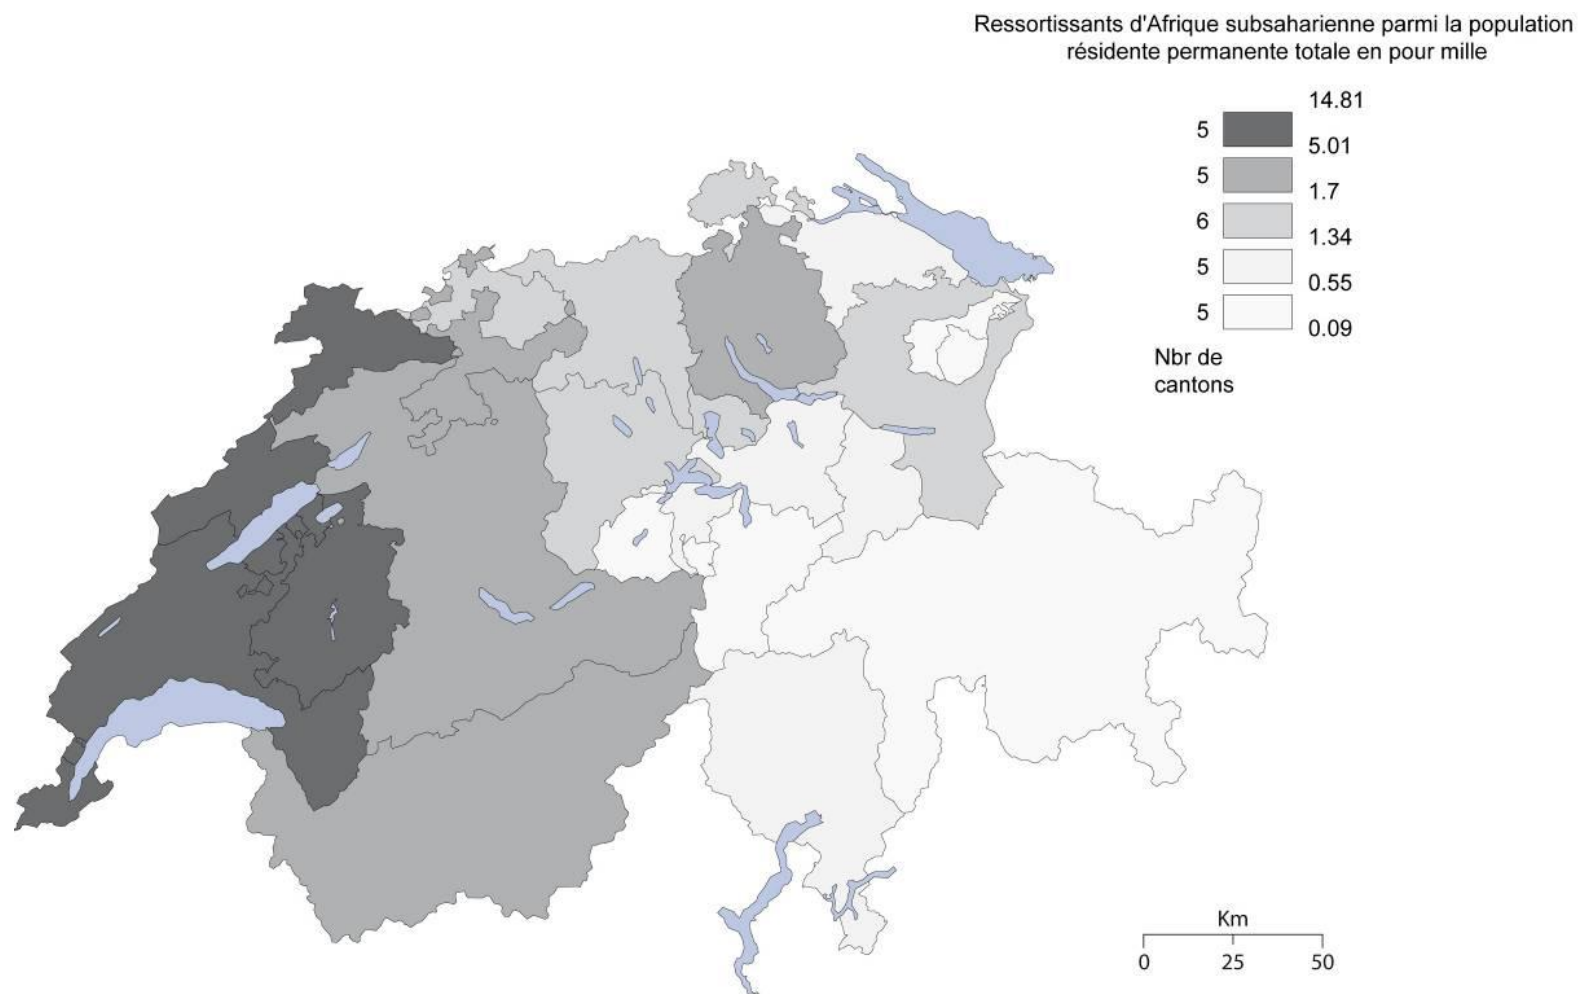 Ressortissants d'Afrique subsaharienne parmi la population
résidente permanente totale en pour mille
14.81
5
5.01
5
1.7
6
1.34
5
0.55
5
0.09
Nbr de
cantons
Km
0 25 50